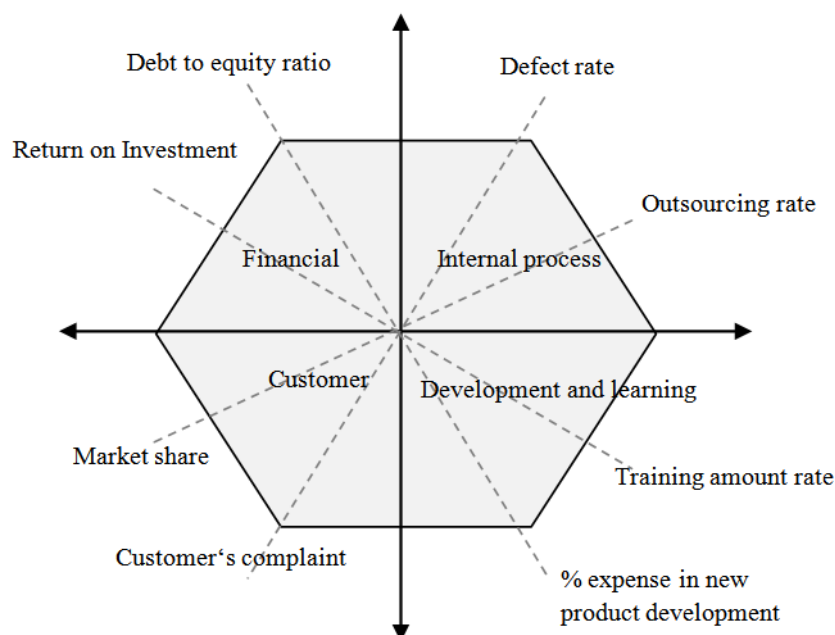 Debt to equity ratio
Defect rate
Return on Investment
Outsourcing rate
Financial
Internal process
Customer
Development and learning
Market share
Training amount rate
Customer‘s complaint
% expense in new
product development